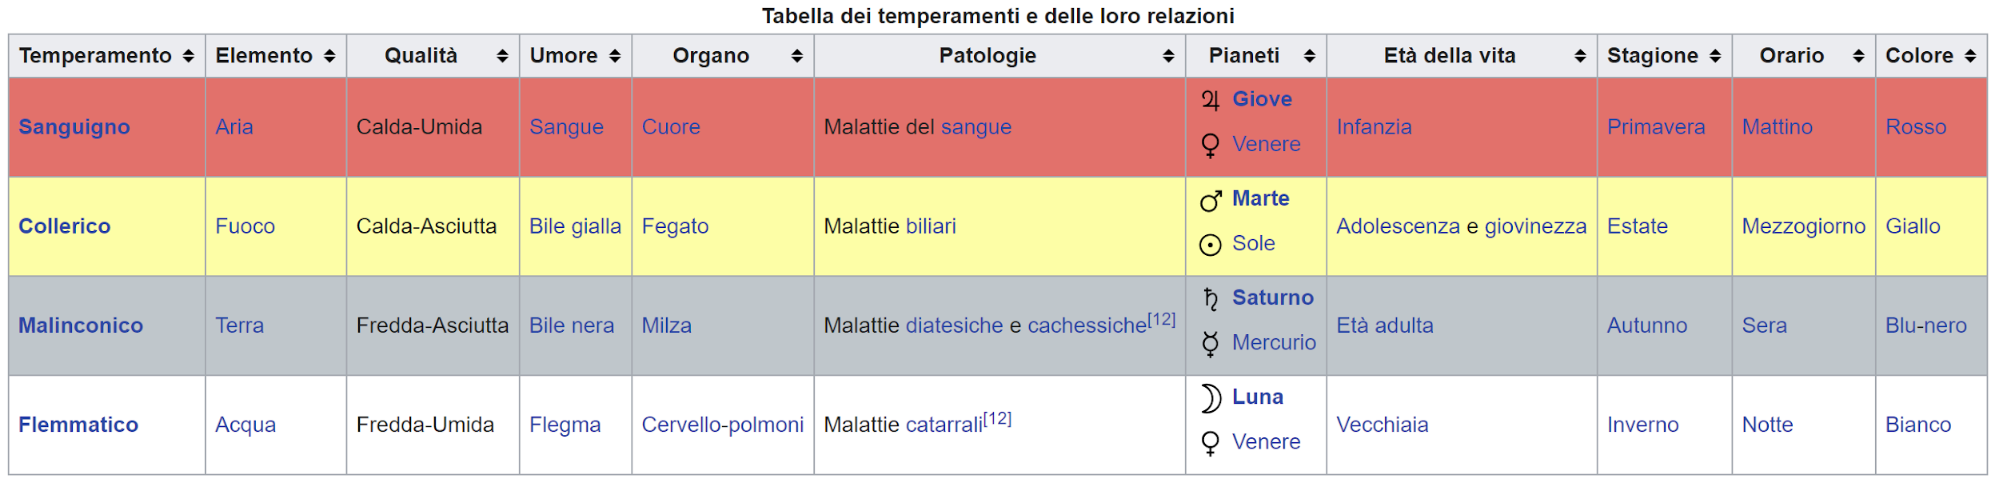 Tabella dei temperamenti e delle loro relazioni
Temperamento Elemento Qualità Umore Organo Patologie Pianeti Età della vita Stagione Orario Colore
Sanguigno Aria Calda-Umida Sangue Cuore Malattie del sangue ♃ Giove ♀ Venere Infanzia Primavera Mattino Rosso
Collerico Fuoco Calda-Asciutta Bile gialla Fegato Malattie biliari ♂ Marte ☉ Sole Adolescenza e giovinezza Estate Mezzogiorno Giallo
Malinconico Terra Fredda-Asciutta Bile nera Milza Malattie diatesiche e cachessiche[12] ♄ Saturno ☿ Mercurio Età adulta Autunno Sera Blu-nero
Flemmatico Acqua Fredda-Umida Flegma Cervello-polmoni Malattie catarrali[12] ☽ Luna ♀ Venere Vecchiaia Inverno Notte Bianco